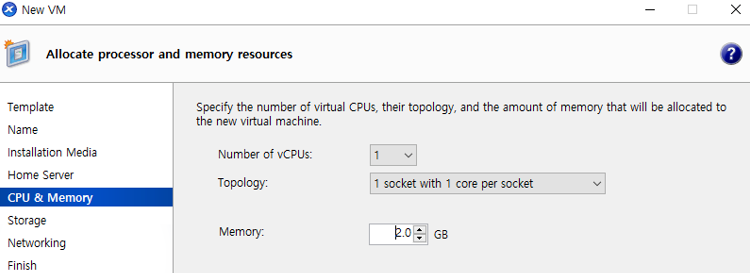 New VM
Allocate processor and memory resources
?
Template
Name
Installation Media
Home Server
CPU & Memory
Storage
Networking
Finish
Specify the number of virtual CPUs, their topology, and the amount of memory that will be allocated to
the new virtual machine.
Number of vCPUs: 1
Topology: 1 socket with 1 core per socket
Memory: 2.0 GB